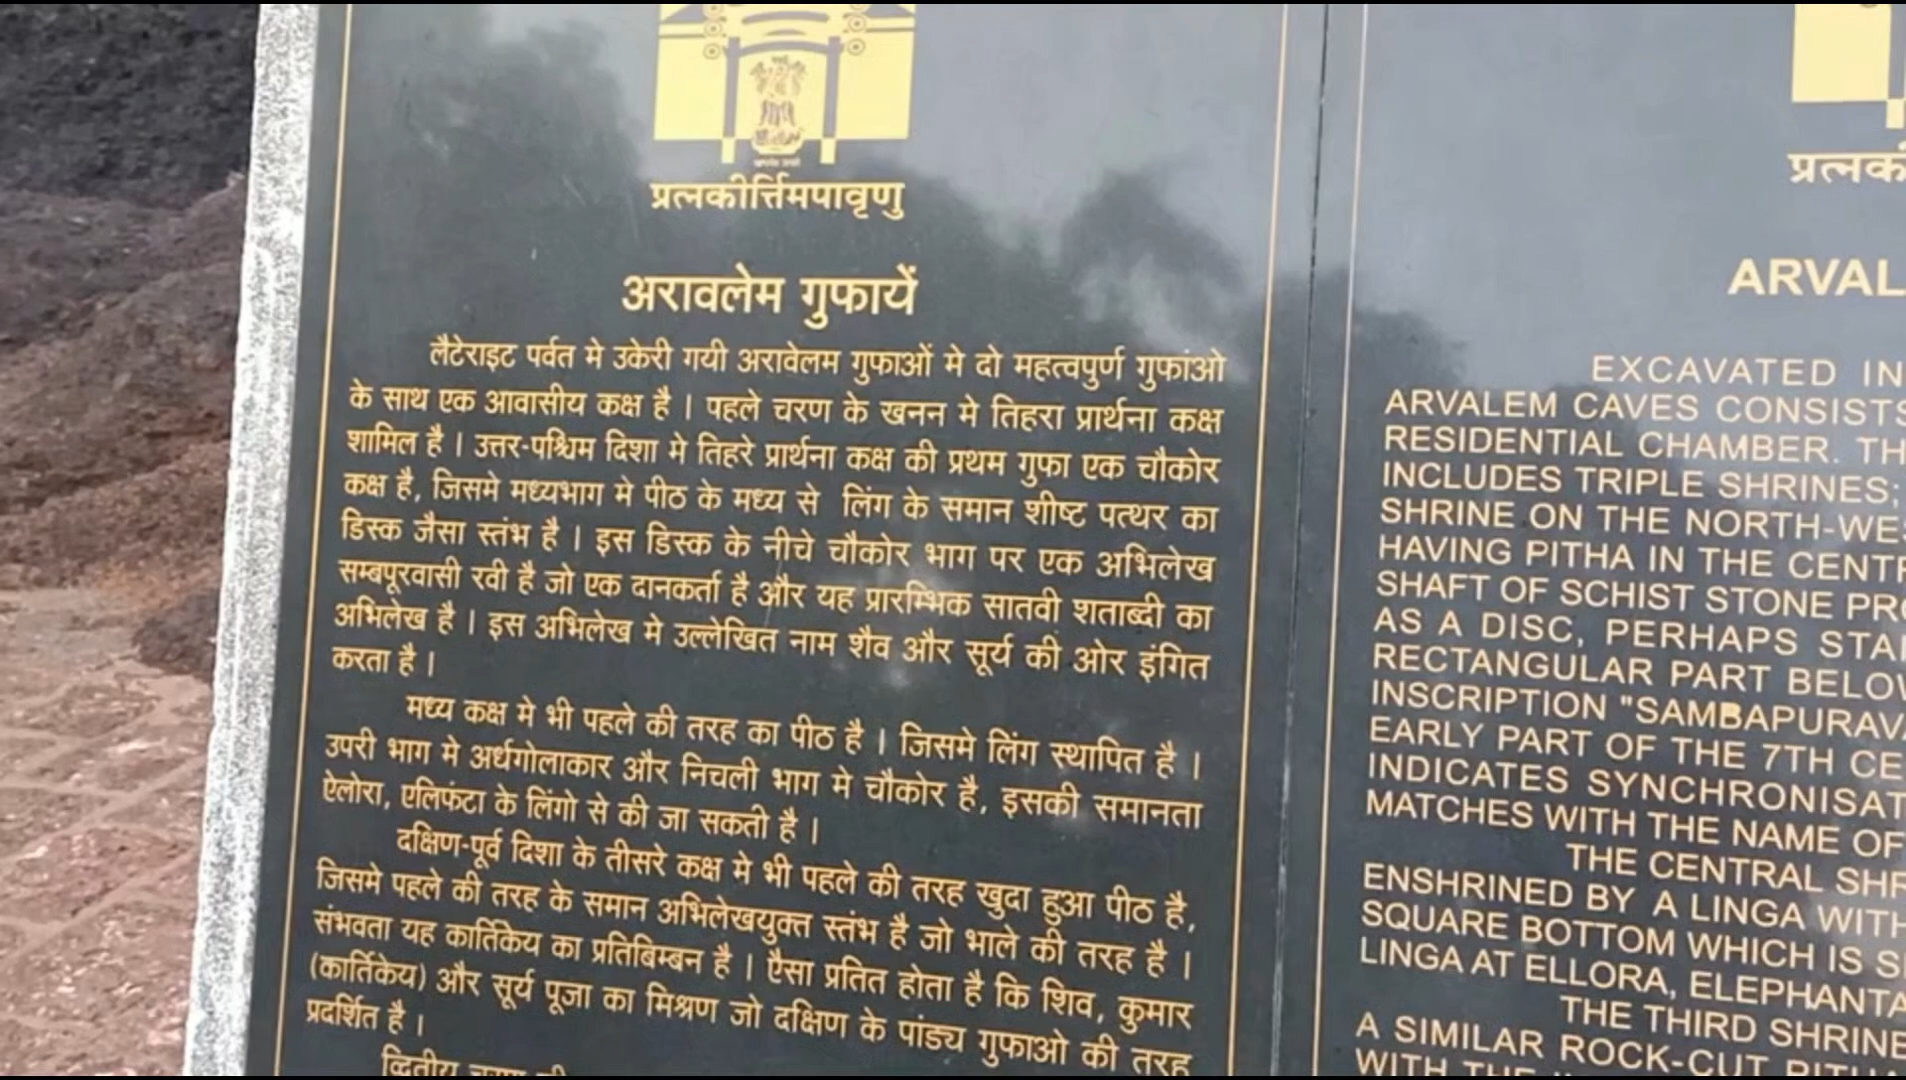 प्रत्नकीर्त्तिमपावृणु
अरावलेम गुफायें
लैटेराइट पर्वत मे उकेरी गयी अरावेलम गुफाओं मे दो महत्वपुर्ण गुफांओ
के साथ एक आवासीय कक्ष है । पहले चरण के खनन मे तिहरा प्रार्थना कक्ष
शामिल है । उत्तर-पश्चिम दिशा मे तिहरे प्रार्थना कक्ष की प्रथम गुफा एक चौकोर
कक्ष है, जिसमे मध्यभाग मे पीठ के मध्य से लिंग के समान शीष्ट पत्थर का
डिस्क जैसा स्तंभ है । इस डिस्क के नीचे चौकोर भाग पर एक अभिलेख
सम्बपूरवासी रवी है जो एक दानकर्ता है और यह प्रारम्भिक सातवी शताब्दी का
अभिलेख है । इस अभिलेख मे उल्लेखित नाम शैव और सूर्य की ओर इंगित
करता है ।
मध्य कक्ष मे भी पहले की तरह का पीठ है । जिसमे लिंग स्थापित है ।
उपरी भाग मे अर्धगोलाकार और निचली भाग मे चौकोर है, इसकी समानता
ऐलोरा, एलिफंटा के लिंगो से की जा सकती है ।
दक्षिण-पूर्व दिशा के तीसरे कक्ष मे भी पहले की तरह खुदा हुआ पीठ है,
जिसमे पहले की तरह के समान अभिलेखयुक्त स्तंभ है जो भाले की तरह है ।
संभवता यह कार्तिकेय का प्रतिबिम्बन है । ऐसा प्रतित होता है कि शिव, कुमार
(कार्तिकेय) और सूर्य पूजा का मिश्रण जो दक्षिण के पांड्य गुफाओ की तरह
प्रदर्शित है ।
द्वितीय
ARVAL
EXCAVATED IN
ARVALEM CAVES CONSISTS
RESIDENTIAL CHAMBER. TH
INCLUDES TRIPLE SHRINES;
SHRINE ON THE NORTH-WES
HAVING PITHA IN THE CENTR
SHAFT OF SCHIST STONE PRO
AS A DISC, PERHAPS STAN
RECTANGULAR PART BELOW
INSCRIPTION "SAMBAPURAVA
EARLY PART OF THE 7TH CE
INDICATES SYNCHRONISAT
MATCHES WITH THE NAME OF
THE CENTRAL SHR
ENSHRINED BY A LINGA WITH
SQUARE BOTTOM WHICH IS S
LINGA AT ELLORA, ELEPHANTA
THE THIRD SHRINE
A SIMILAR ROCK-CUT PITHA
WITH THE